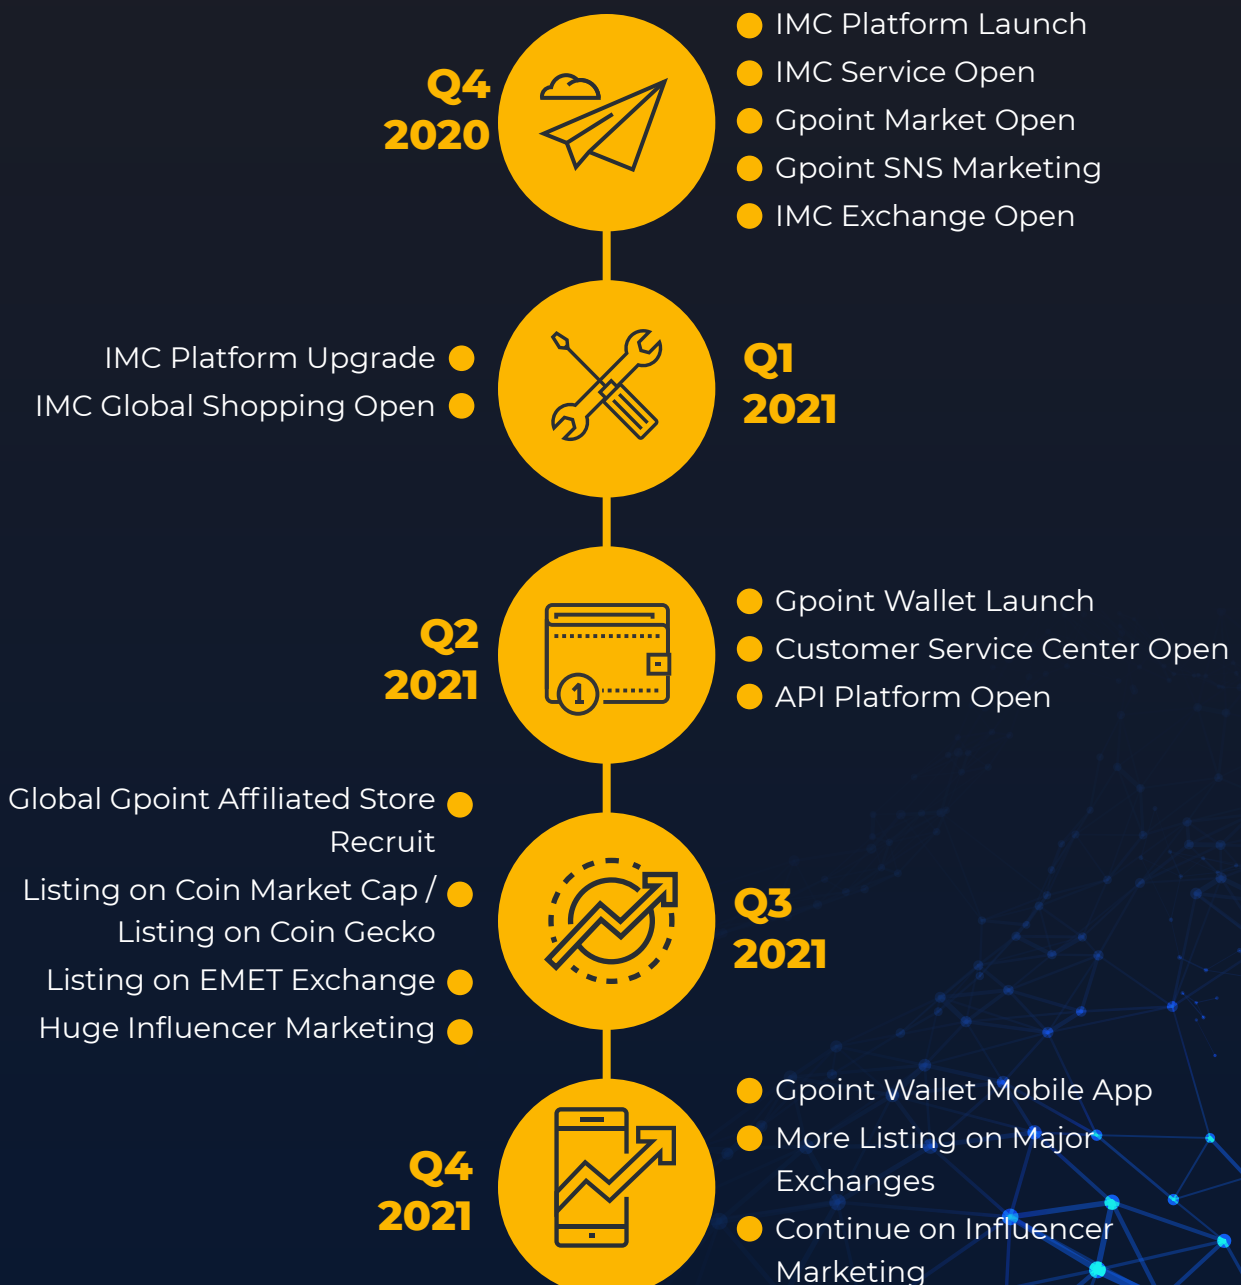 Q4
2020
IMC Platform Launch
IMC Service Open
Gpoint Market Open
Gpoint SNS Marketing
IMC Exchange Open
IMC Platform Upgrade
IMC Global Shopping Open
Q1
2021
Q2
2021
1
Gpoint Wallet Launch
Customer Service Center Open
API Platform Open
Global Gpoint Affiliated Store
Recruit
Listing on Coin Market Cap /
Listing on Coin Gecko
Listing on EMET Exchange
Huge Influencer Marketing
Q3
2021
Q4
2021
Gpoint Wallet Mobile App
More Listing on Major
Exchanges
Continue on Influencer
Marketing